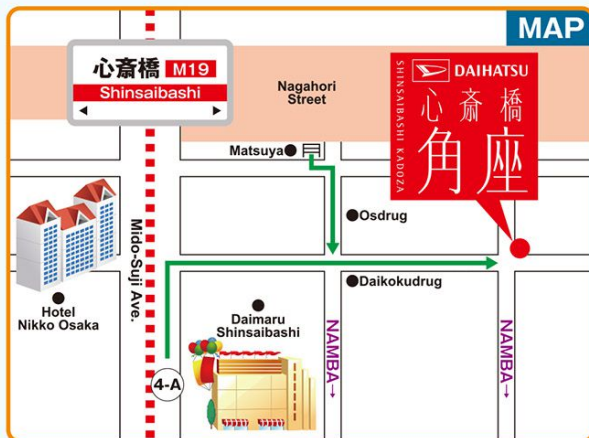 MAP
心斎橋 M19
Shinsaibashi
Nagahori
Street
DAIHATSU
SHINSAIBASHI KADOZA
心斎橋
角座
Matsuya
Osdrug
Mido-Suji Ave.
Hotel
Nikko Osaka
Daimaru
Shinsaibashi
Daikokudrug
4-A
NAMBA→
NAMBA→